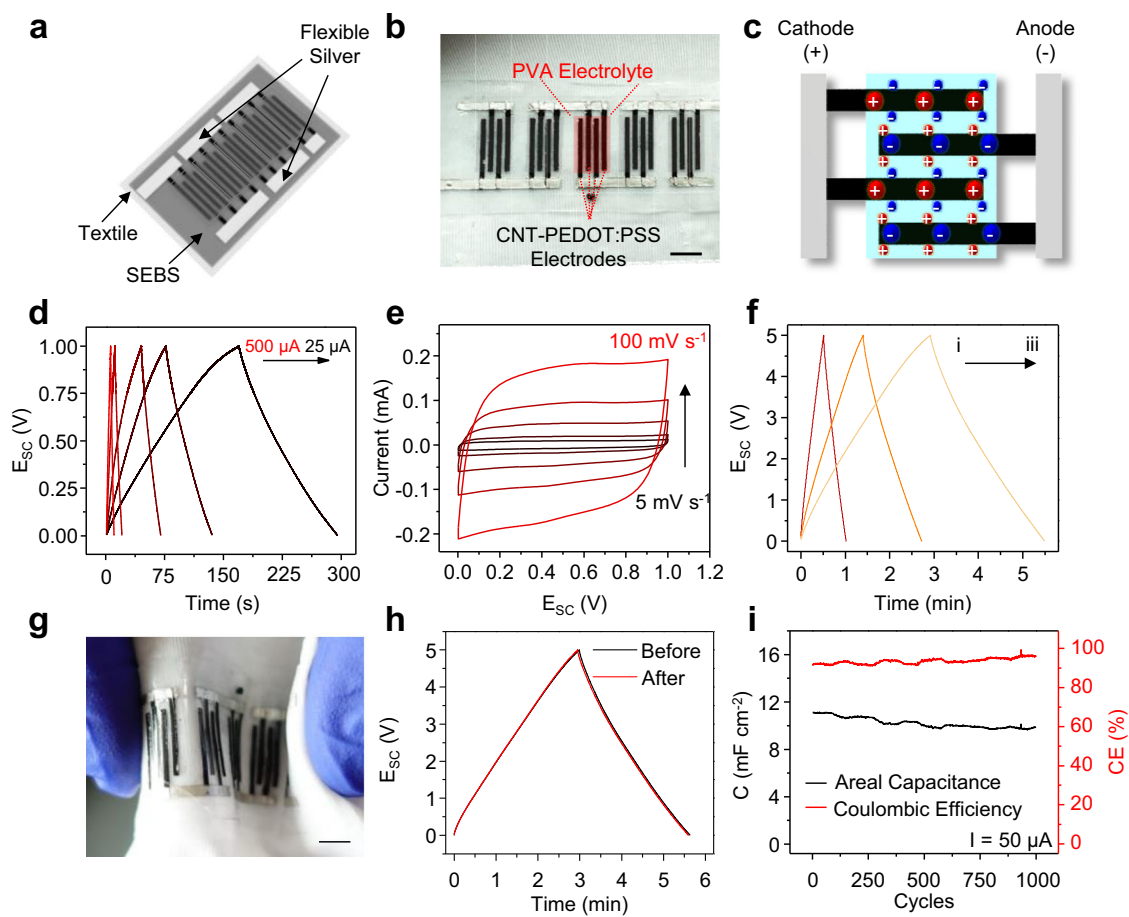 a
Flexible
Silver
Textile
SEBS
b
PVA Electrolyte
CNT-PEDOT:PSS
Electrodes
c
Cathode
(+)
Anode
(-)
+ + +
- - -
+ + +
- - -
d
500 µA 25 µA
1.00
0.75
0.50
0.25
0.00
E_SC (V)
0 75 150 225 300
Time (s)
e
100 mV s⁻¹
5 mV s⁻¹
0.2
0.1
0.0
-0.1
-0.2
Current (mA)
0.0 0.2 0.4 0.6 0.8 1.0 1.2
E_SC (V)
f
i iii
5
4
3
2
1
0
E_SC (V)
0 1 2 3 4 5
Time (min)
g
h
Before
After
5
4
3
2
1
0
E_SC (V)
0 1 2 3 4 5 6
Time (min)
i
16
12
8
4
0
C (mF cm⁻²)
100
80
60
40
20
0
CE (%)
Areal Capacitance
Coulombic Efficiency
I = 50 µA
0 250 500 750 1000
Cycles